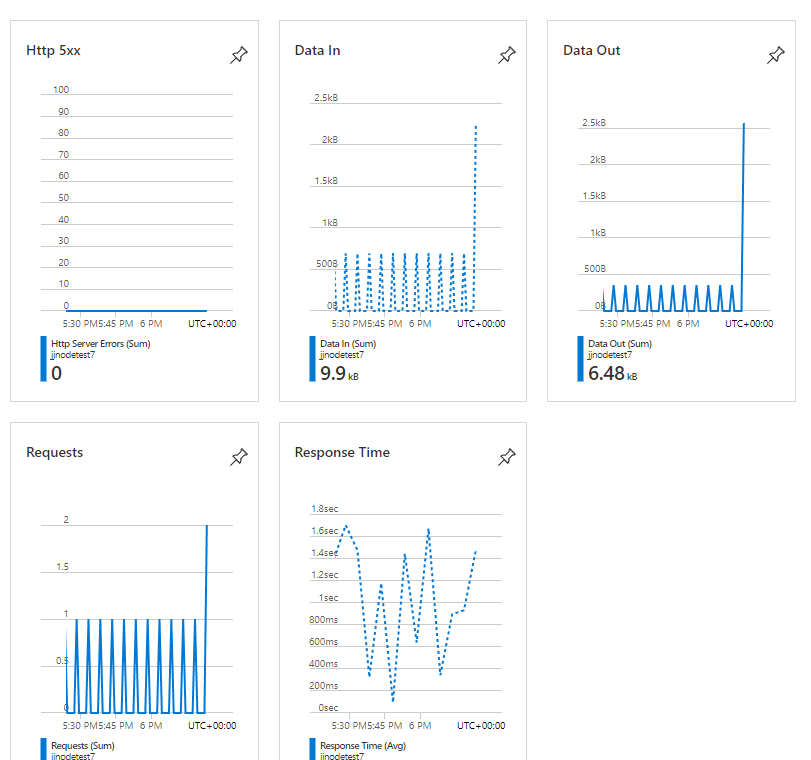 Http 5xx
100
90
80
70
60
50
40
30
20
10
0
5:30 PM 5:45 PM 6 PM UTC+00:00
Http Server Errors (Sum)
jjnodetest7
0
Data In
2.5kB
2kB
1.5kB
1kB
500B
0B
5:30 PM 5:45 PM 6 PM UTC+00:00
Data In (Sum)
jjnodetest7
9.9 kB
Data Out
2.5kB
2kB
1.5kB
1kB
500B
0B
5:30 PM 5:45 PM 6 PM UTC+00:00
Data Out (Sum)
jjnodetest7
6.48 kB
Requests
2
1.5
1
0.5
0
5:30 PM 5:45 PM 6 PM UTC+00:00
Requests (Sum)
jjnodetest7
Response Time
1.8sec
1.6sec
1.4sec
1.2sec
1sec
800ms
600ms
400ms
200ms
0sec
5:30 PM 5:45 PM 6 PM UTC+00:00
Response Time (Avg)
jjnodetest7